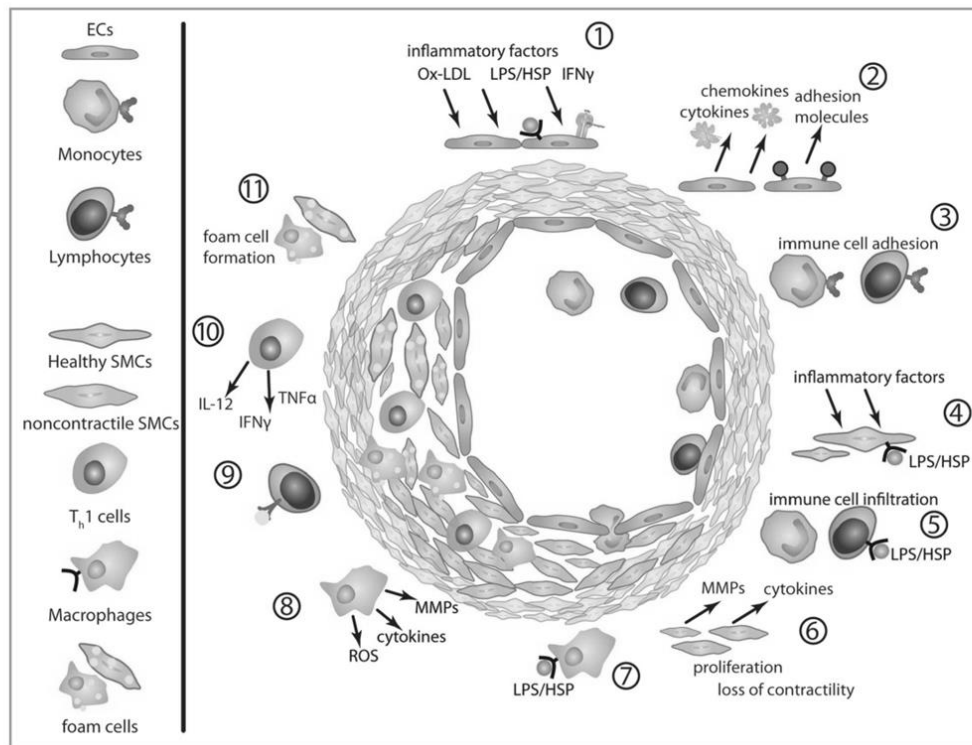 ECs
Monocytes
Lymphocytes
Healthy SMCs
noncontractile SMCs
Th1 cells
Macrophages
foam cells
①
inflammatory factors
Ox-LDL LPS/HSP IFNγ
②
chemokines
cytokines
adhesion
molecules
③
immune cell adhesion
④
inflammatory factors
LPS/HSP
⑤
immune cell infiltration
LPS/HSP
⑥
MMPs
cytokines
proliferation
loss of contractility
⑦
LPS/HSP
⑧
MMPs
cytokines
ROS
⑨
⑩
IL-12
TNFα
IFNγ
⑪
foam cell
formation